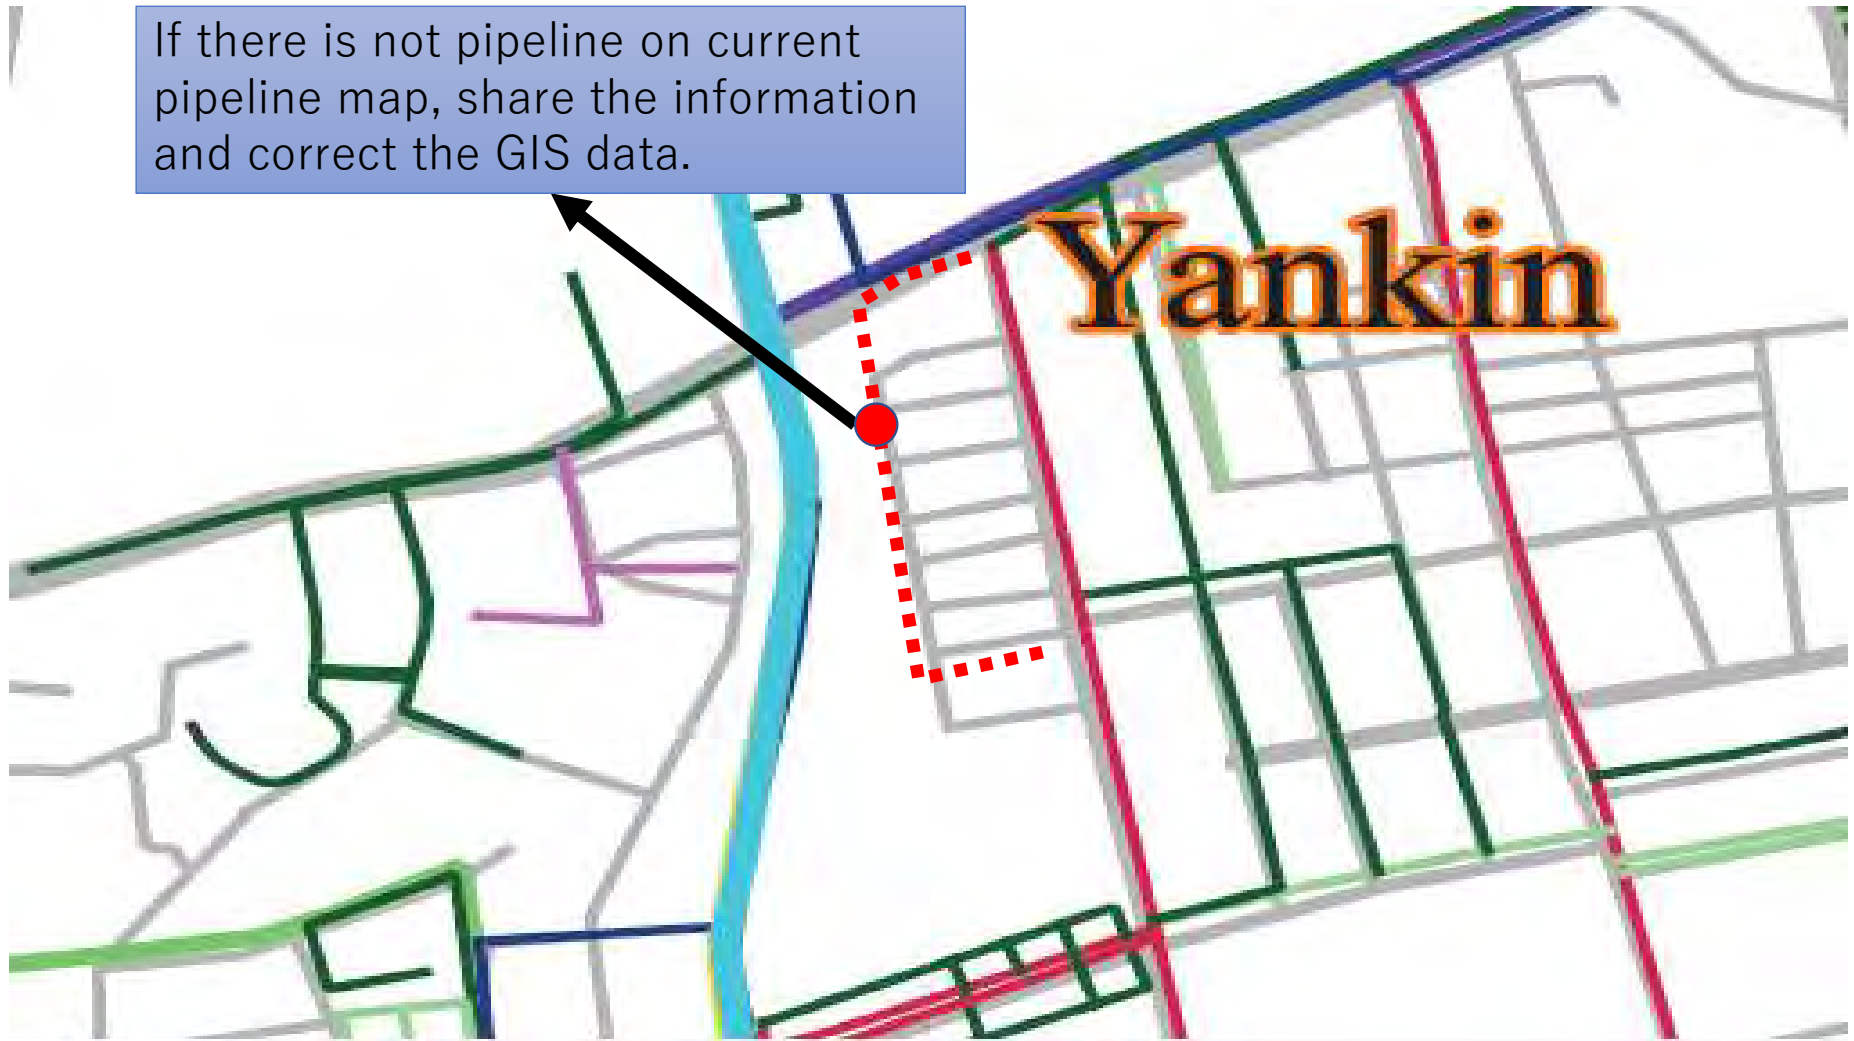 If there is not pipeline on current
pipeline map, share the information
and correct the GIS data.
Yankin